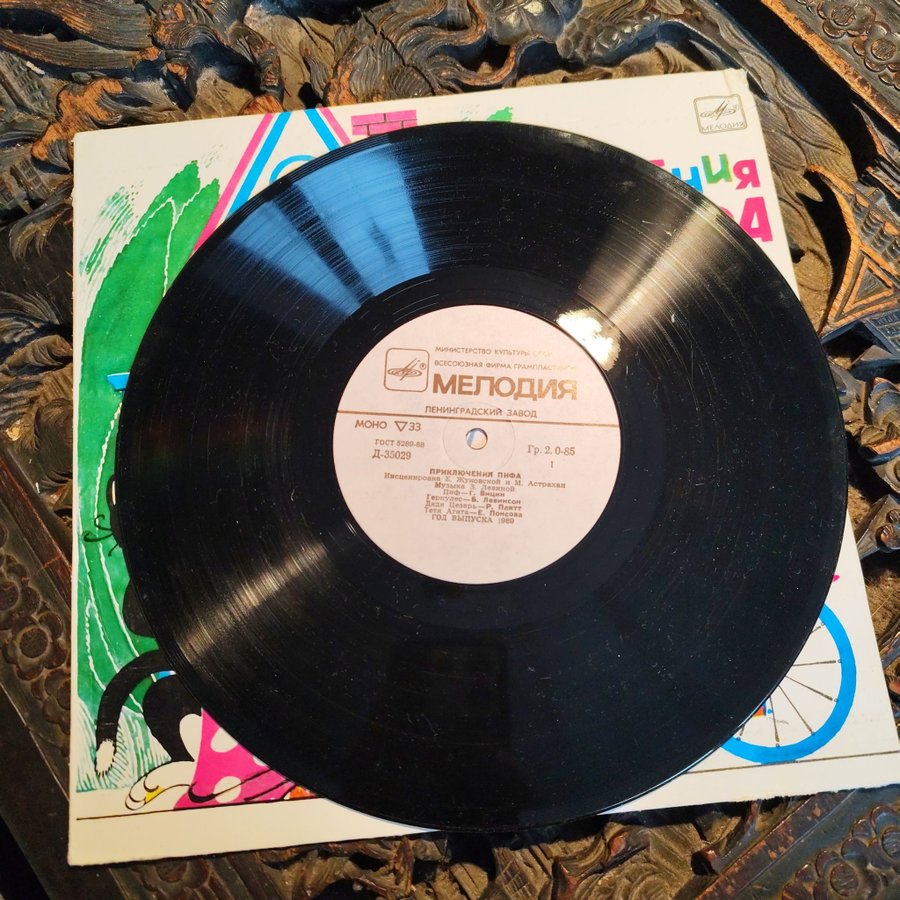 МЕЛОДИЯ
ния
А
МИНИСТЕРСТВО КУЛЬТУРЫ СССР
ВСЕСОЮЗНАЯ ФИРМА ГРАМПЛАСТИНОК
МЕЛОДИЯ
ЛЕНИНГРАДСКИЙ ЗАВОД
МОНО 33
ГОСТ 5289-88
Д-35029
Гр. 2. 0-85
1
ПРИКЛЮЧЕНИЯ ПИФА
Инсценировка Е. Жуковской и М. Астрахан
Музыка З. Левиной
Пиф—Г. Вицин
Геркулес—Б. Левинсон
Дядя Цезарь—Р. Плятт
Тетя Агата—Е. Понсова
ГОД ВЫПУСКА 1989